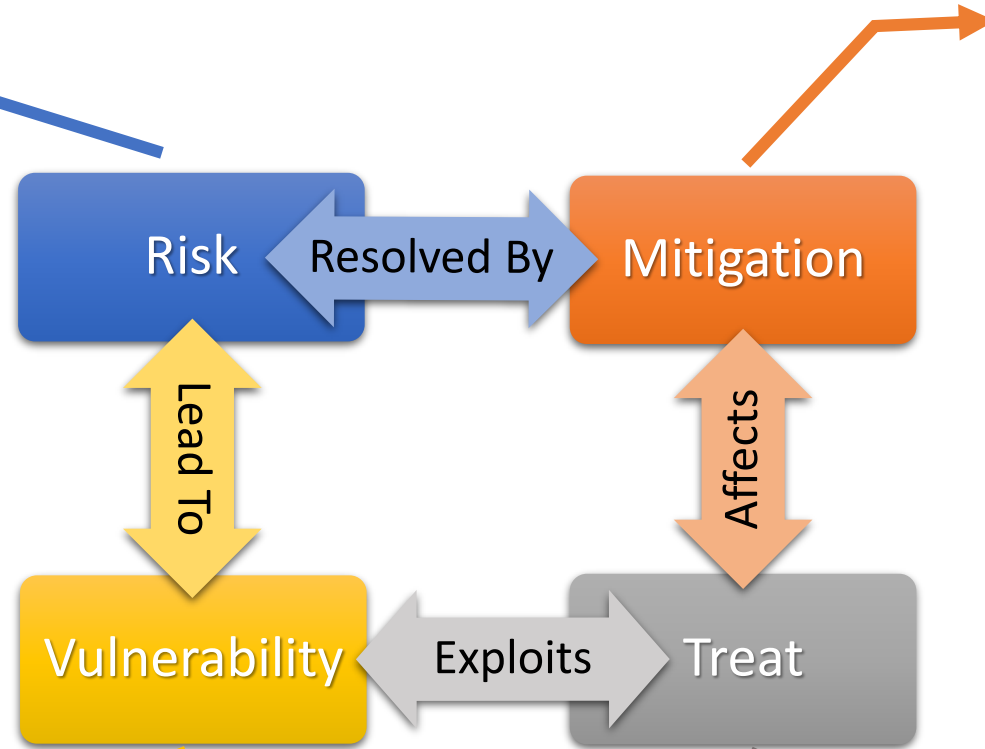 Risk
Resolved By
Mitigation
Lead To
Affects
Vulnerability
Exploits
Treat